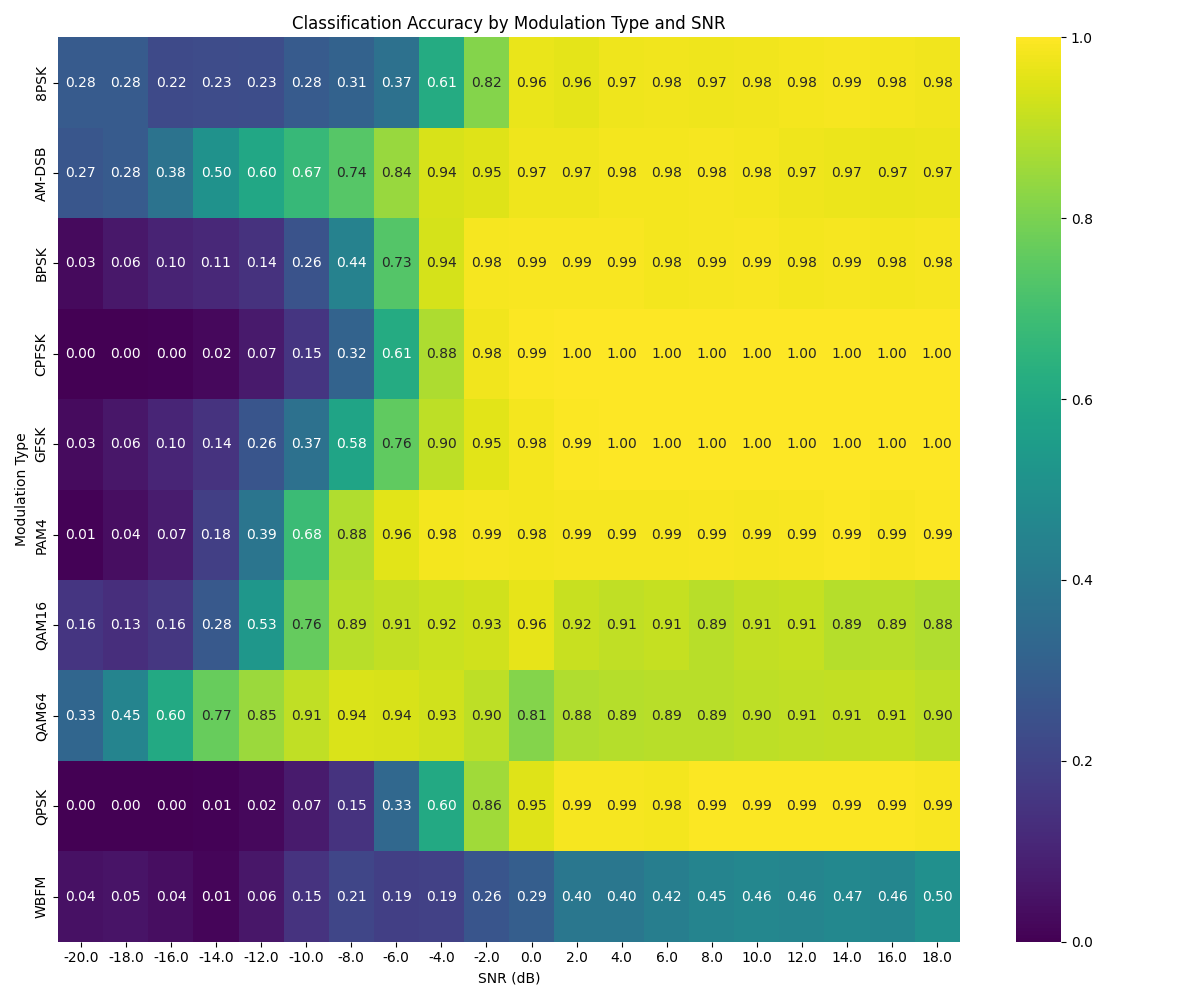 Classification Accuracy by Modulation Type and SNR
Modulation Type
8PSK 0.28 0.28 0.22 0.23 0.23 0.28 0.31 0.37 0.61 0.82 0.96 0.96 0.97 0.98 0.97 0.98 0.98 0.99 0.98 0.98
AM-DSB 0.27 0.28 0.38 0.50 0.60 0.67 0.74 0.84 0.94 0.95 0.97 0.97 0.98 0.98 0.98 0.98 0.97 0.97 0.97 0.97
BPSK 0.03 0.06 0.10 0.11 0.14 0.26 0.44 0.73 0.94 0.98 0.99 0.99 0.99 0.98 0.99 0.99 0.98 0.99 0.98 0.98
CPFSK 0.00 0.00 0.00 0.02 0.07 0.15 0.32 0.61 0.88 0.98 0.99 1.00 1.00 1.00 1.00 1.00 1.00 1.00 1.00 1.00
GFSK 0.03 0.06 0.10 0.14 0.26 0.37 0.58 0.76 0.90 0.95 0.98 0.99 1.00 1.00 1.00 1.00 1.00 1.00 1.00 1.00
PAM4 0.01 0.04 0.07 0.18 0.39 0.68 0.88 0.96 0.98 0.99 0.98 0.99 0.99 0.99 0.99 0.99 0.99 0.99 0.99 0.99
QAM16 0.16 0.13 0.16 0.28 0.53 0.76 0.89 0.91 0.92 0.93 0.96 0.92 0.91 0.91 0.89 0.91 0.91 0.89 0.89 0.88
QAM64 0.33 0.45 0.60 0.77 0.85 0.91 0.94 0.94 0.93 0.90 0.81 0.88 0.89 0.89 0.89 0.90 0.91 0.91 0.91 0.90
QPSK 0.00 0.00 0.00 0.01 0.02 0.07 0.15 0.33 0.60 0.86 0.95 0.99 0.99 0.98 0.99 0.99 0.99 0.99 0.99 0.99
WBFM 0.04 0.05 0.04 0.01 0.06 0.15 0.21 0.19 0.19 0.26 0.29 0.40 0.40 0.42 0.45 0.46 0.46 0.47 0.46 0.50
-20.0 -18.0 -16.0 -14.0 -12.0 -10.0 -8.0 -6.0 -4.0 -2.0 0.0 2.0 4.0 6.0 8.0 10.0 12.0 14.0 16.0 18.0
SNR (dB)
1.0
0.8
0.6
0.4
0.2
0.0